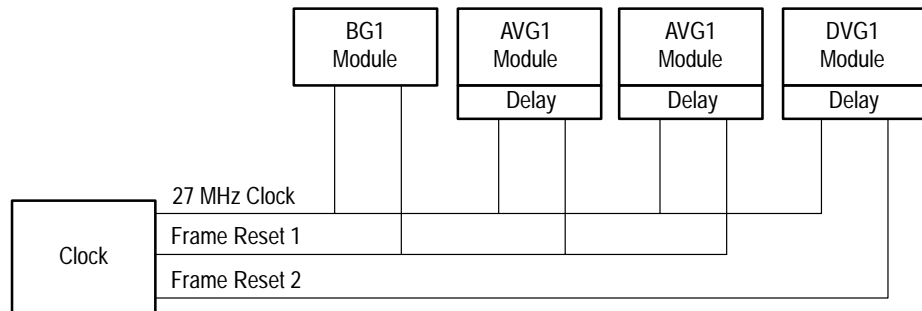 BG1
Module
AVG1
Module
Delay
AVG1
Module
Delay
DVG1
Module
Delay
27 MHz Clock
Frame Reset 1
Clock
Frame Reset 2